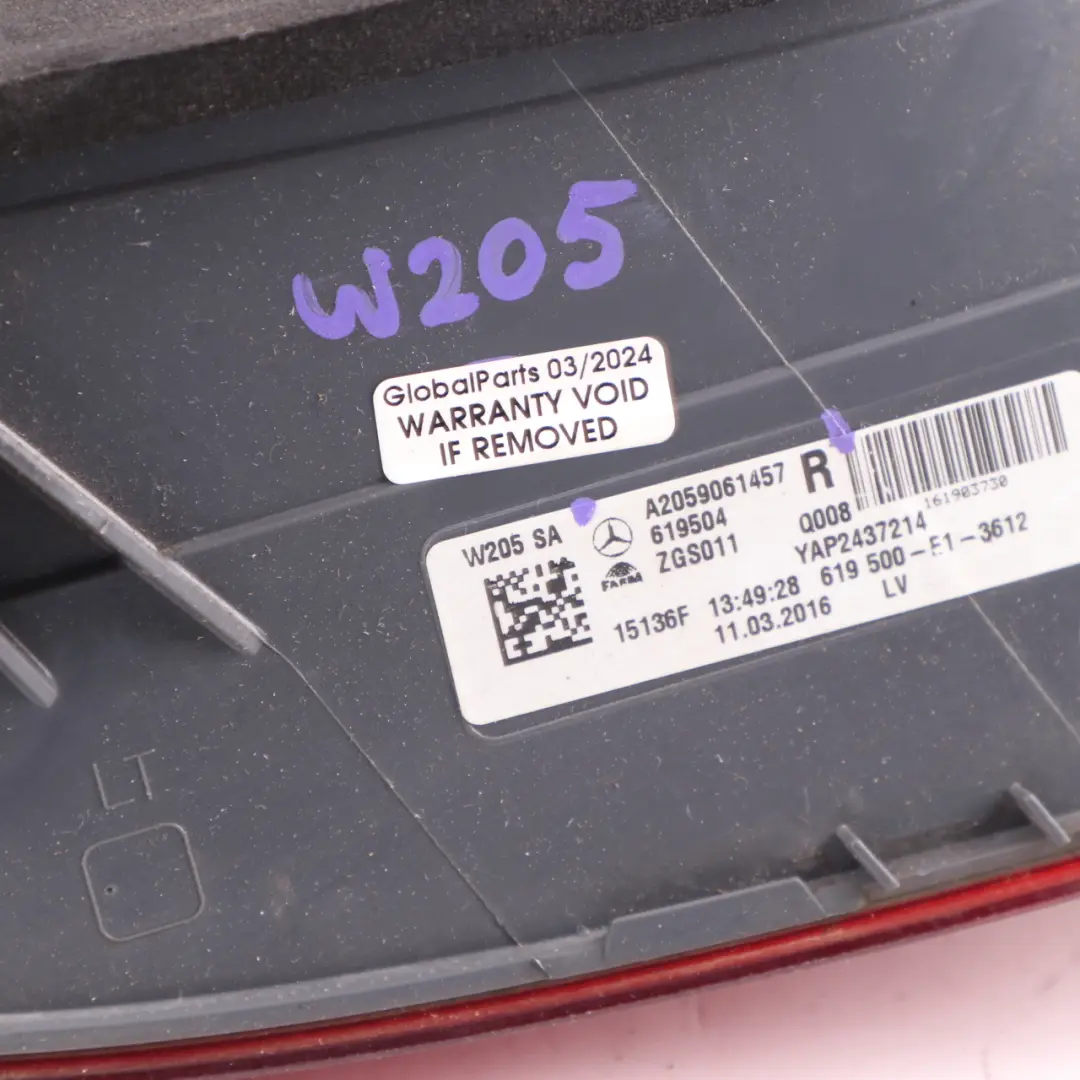 W205
GlobalParts 03/2024
WARRANTY VOID
IF REMOVED
W205 SA
A2059061457 R
619504
ZGS011
Q008
161903730
YAP2437214
619 500-E1-3612
15136F 13:49:28
11.03.2016 LV
LT